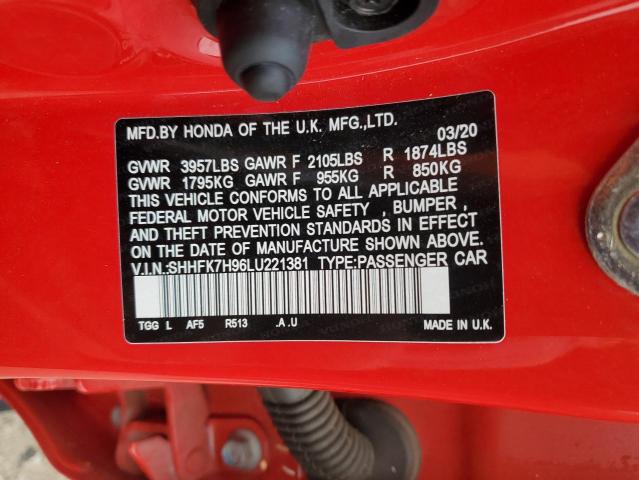 MFD.BY HONDA OF THE U.K. MFG.,LTD. 03/20
GVWR 3957LBS GAWR F 2105LBS R 1874LBS
GVWR 1795KG GAWR F 955KG R 850KG
THIS VEHICLE CONFORMS TO ALL APPLICABLE
FEDERAL MOTOR VEHICLE SAFETY , BUMPER ,
AND THEFT PREVENTION STANDARDS IN EFFECT
ON THE DATE OF MANUFACTURE SHOWN ABOVE.
V.I.N.:SHHFK7H96LU221381 TYPE:PASSENGER CAR
TGG L AF5 R513 .A .U MADE IN U.K.